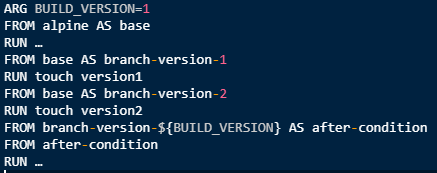 ARG BUILD_VERSION=1
FROM alpine AS base
RUN …
FROM base AS branch-version-1
RUN touch version1
FROM base AS branch-version-2
RUN touch version2
FROM branch-version-${BUILD_VERSION} AS after-condition
FROM after-condition
RUN …